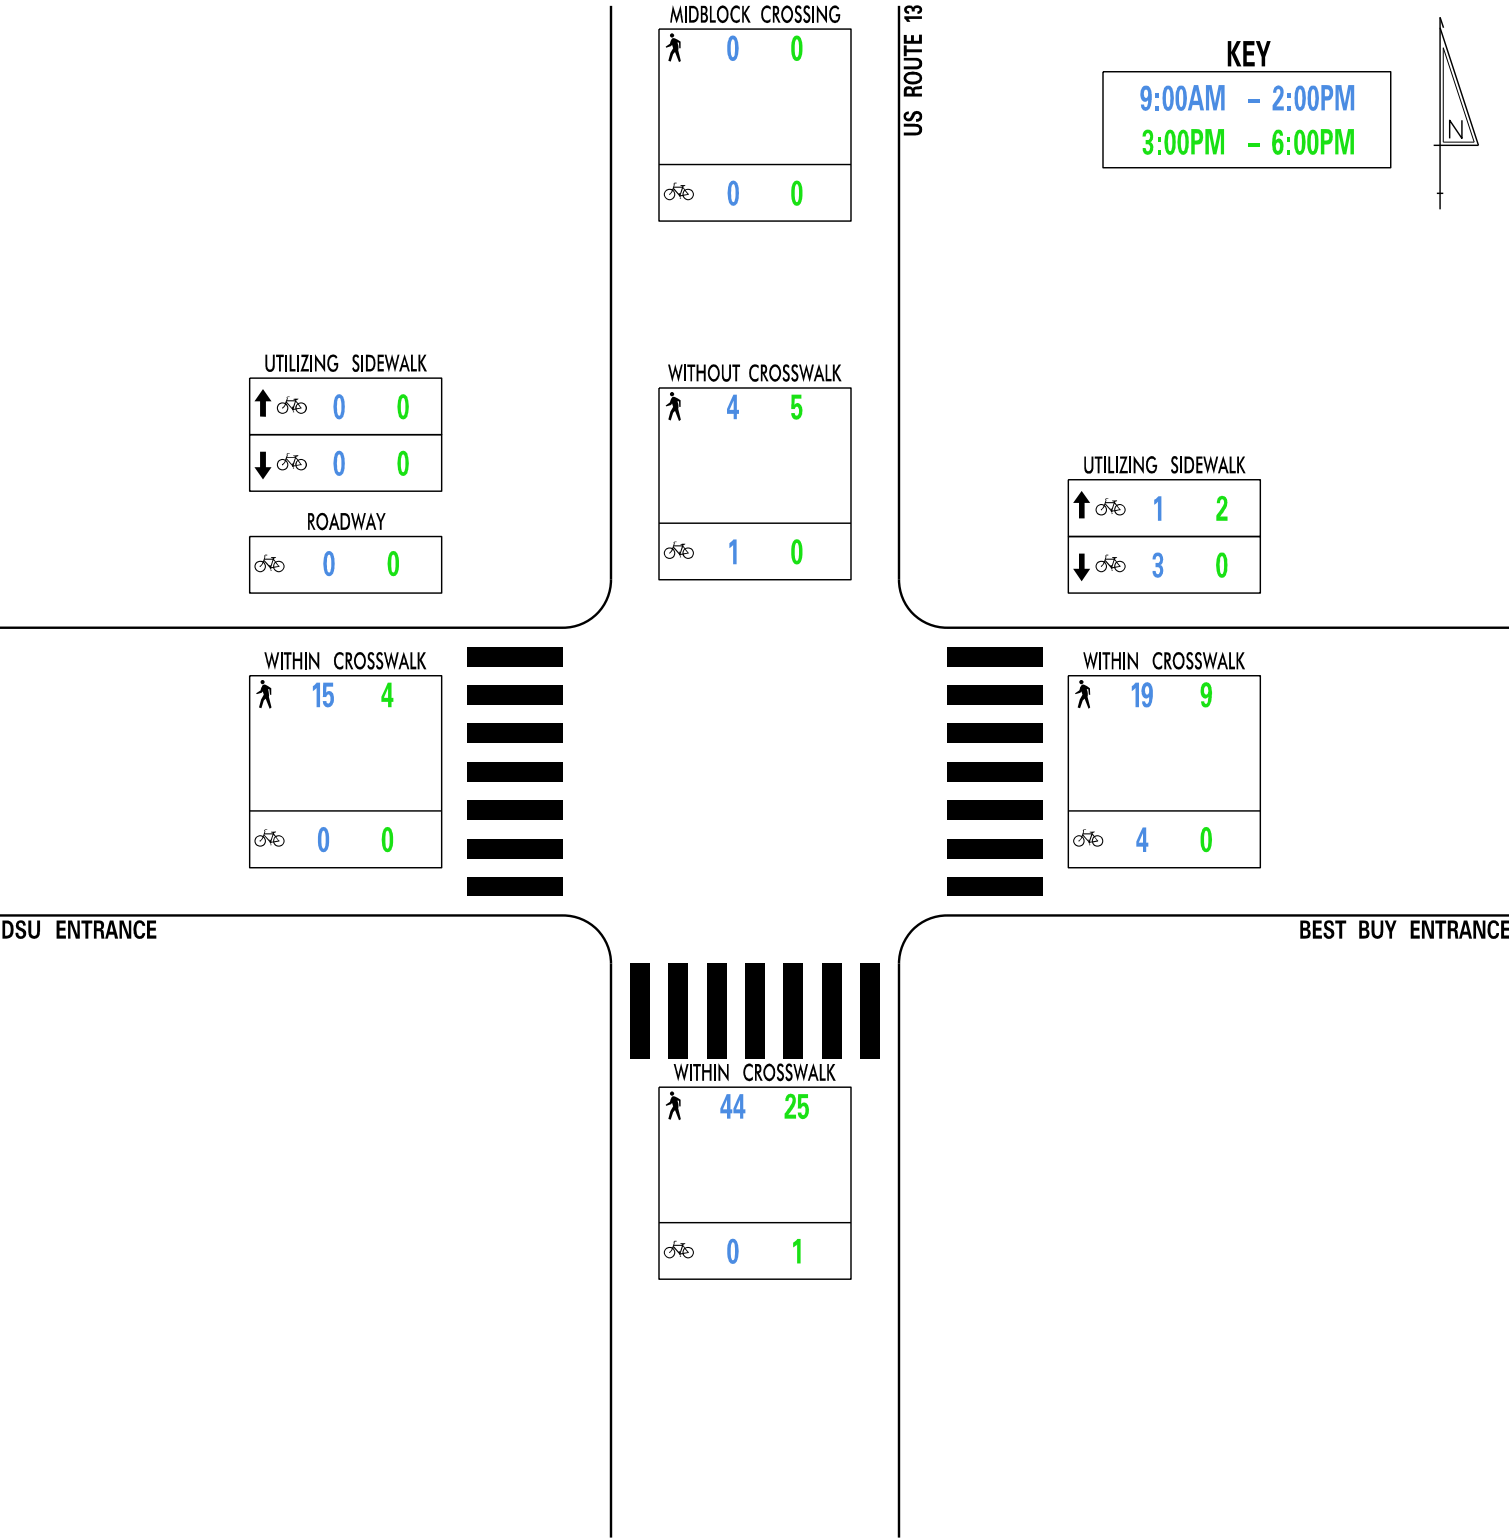 MIDBLOCK CROSSING
0 0
0 0
US ROUTE 13
KEY
9:00AM – 2:00PM
3:00PM – 6:00PM
N
UTILIZING SIDEWALK
0 0
0 0
ROADWAY
0 0
WITHOUT CROSSWALK
4 5
1 0
UTILIZING SIDEWALK
1 2
3 0
WITHIN CROSSWALK
15 4
0 0
WITHIN CROSSWALK
19 9
4 0
DSU ENTRANCE
BEST BUY ENTRANCE
WITHIN CROSSWALK
44 25
0 1